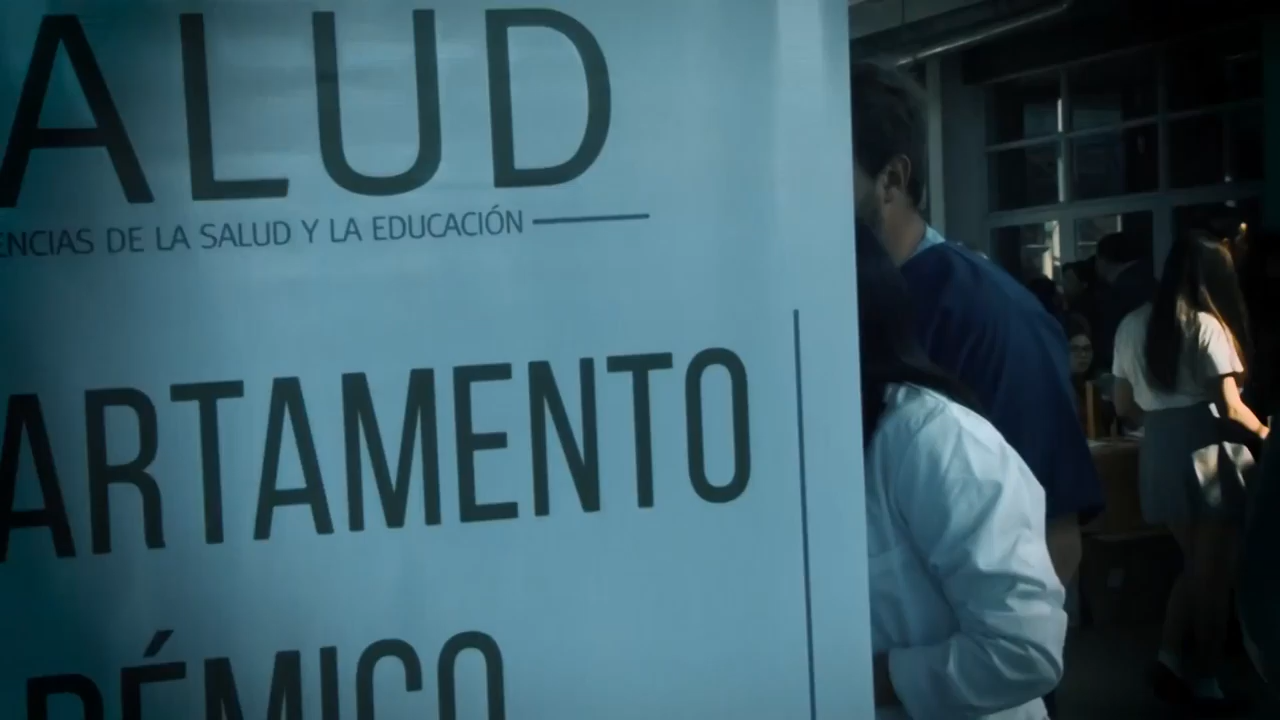 ALUD
ENCIAS DE LA SALUD Y LA EDUCACIÓN
ARTAMENTO
DÉMICO